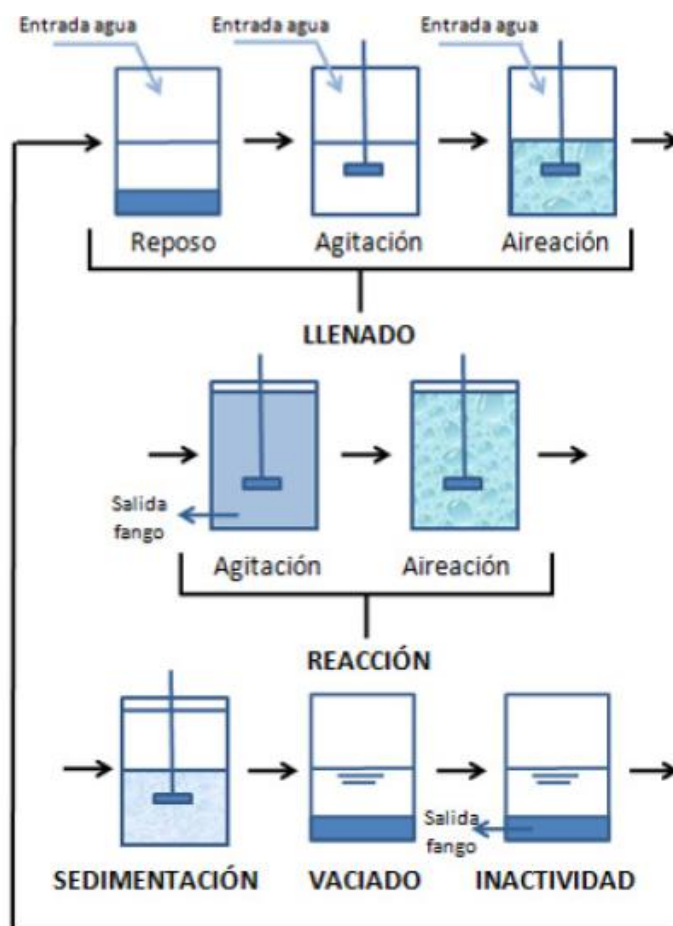 Entrada agua
Entrada agua
Entrada agua
Reposo
Agitación
Aireación
LLENADO
Salida
fango
Agitación
Aireación
REACCIÓN
Salida
fango
SEDIMENTACIÓN
VACIADO
INACTIVIDAD